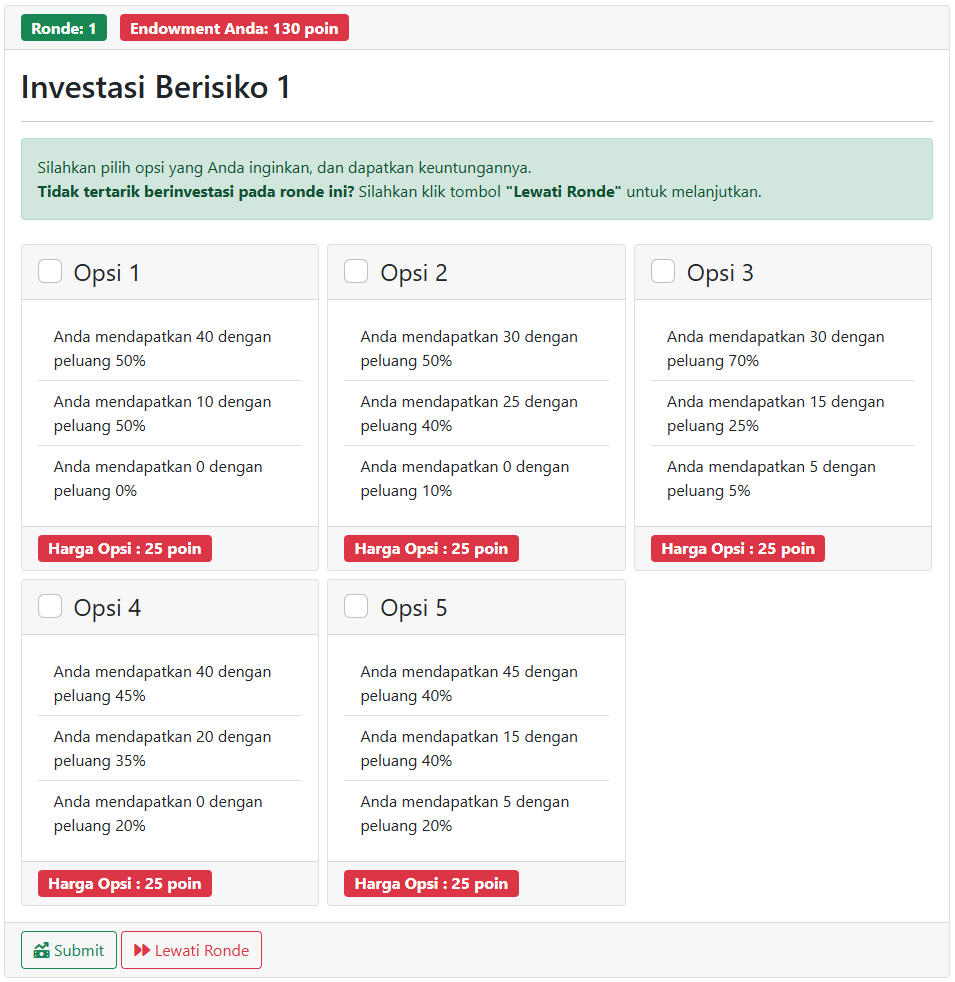 Ronde: 1
Endowment Anda: 130 poin
Investasi Berisiko 1
Silahkan pilih opsi yang Anda inginkan, dan dapatkan keuntungannya.
Tidak tertarik berinvestasi pada ronde ini? Silahkan klik tombol "Lewati Ronde" untuk melanjutkan.
Opsi 1
Anda mendapatkan 40 dengan
peluang 50%
Anda mendapatkan 10 dengan
peluang 50%
Anda mendapatkan 0 dengan
peluang 0%
Harga Opsi : 25 poin
Opsi 2
Anda mendapatkan 30 dengan
peluang 50%
Anda mendapatkan 25 dengan
peluang 40%
Anda mendapatkan 0 dengan
peluang 10%
Harga Opsi : 25 poin
Opsi 3
Anda mendapatkan 30 dengan
peluang 70%
Anda mendapatkan 15 dengan
peluang 25%
Anda mendapatkan 5 dengan
peluang 5%
Harga Opsi : 25 poin
Opsi 4
Anda mendapatkan 40 dengan
peluang 45%
Anda mendapatkan 20 dengan
peluang 35%
Anda mendapatkan 0 dengan
peluang 20%
Harga Opsi : 25 poin
Opsi 5
Anda mendapatkan 45 dengan
peluang 40%
Anda mendapatkan 15 dengan
peluang 40%
Anda mendapatkan 5 dengan
peluang 20%
Harga Opsi : 25 poin
Submit
Lewati Ronde